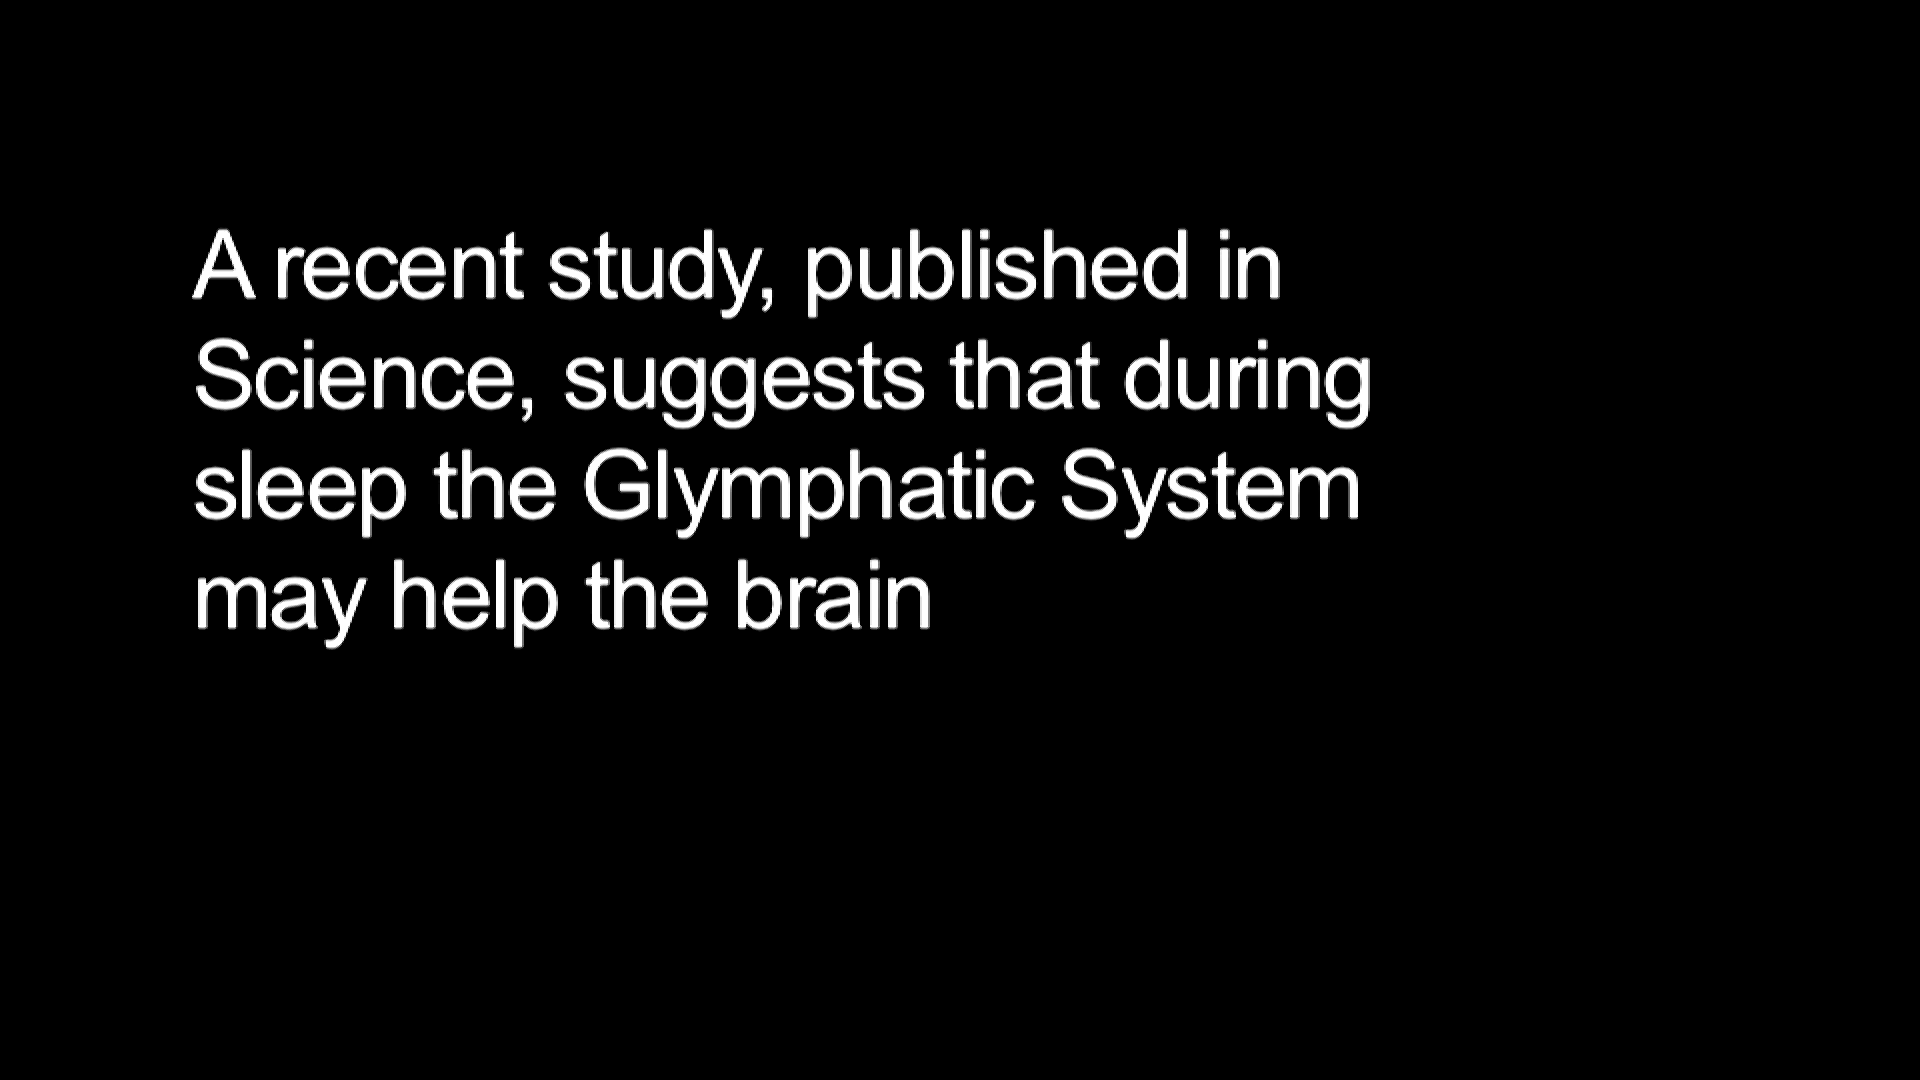 A recent study, published in
Science, suggests that during
sleep the Glymphatic System
may help the brain